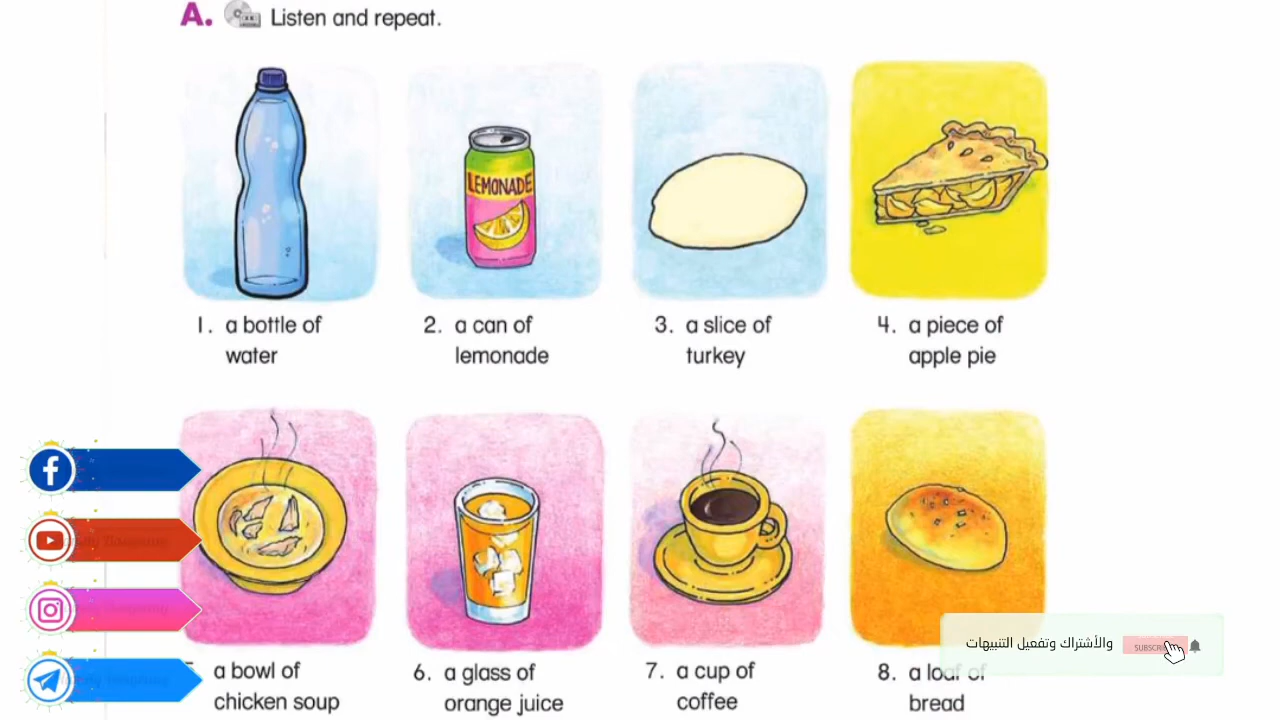 A. Listen and repeat.
LEMONADE
1. a bottle of
water
2. a can of
lemonade
3. a slice of
turkey
4. a piece of
apple pie
5. a bowl of
chicken soup
6. a glass of
orange juice
7. a cup of
coffee
8. a loaf of
bread
والأشتراك وتفعيل التنبيهات